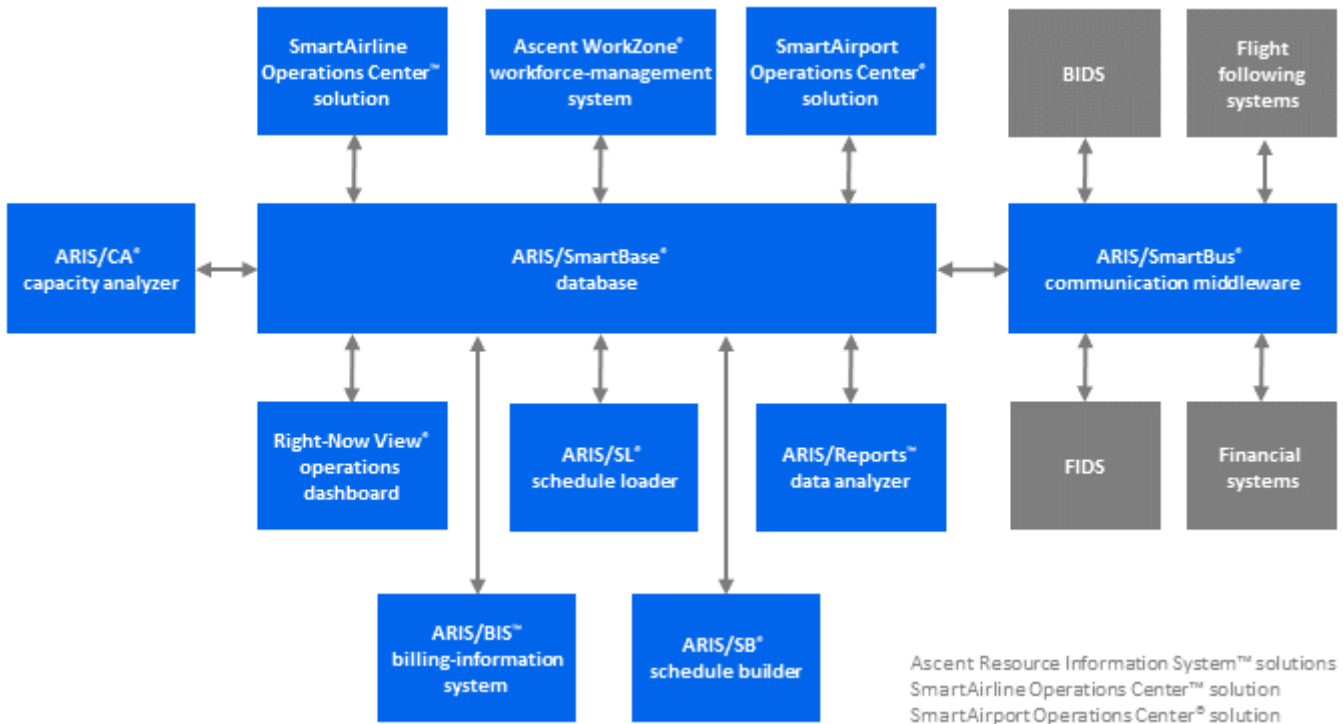 SmartAirline
Operations Center™
solution
Ascent WorkZone®
workforce-management
system
SmartAirport
Operations Center®
solution
BIDS
Flight
following
systems
ARIS/CA®
capacity analyzer
ARIS/SmartBase®
database
ARIS/SmartBus®
communication middleware
Right-Now View®
operations
dashboard
ARIS/SL®
schedule loader
ARIS/Reports™
data analyzer
FIDS
Financial
systems
ARIS/BIS™
billing-information
system
ARIS/SB®
schedule builder
Ascent Resource Information System™ solutions
SmartAirline Operations Center™ solution
SmartAirport Operations Center® solution